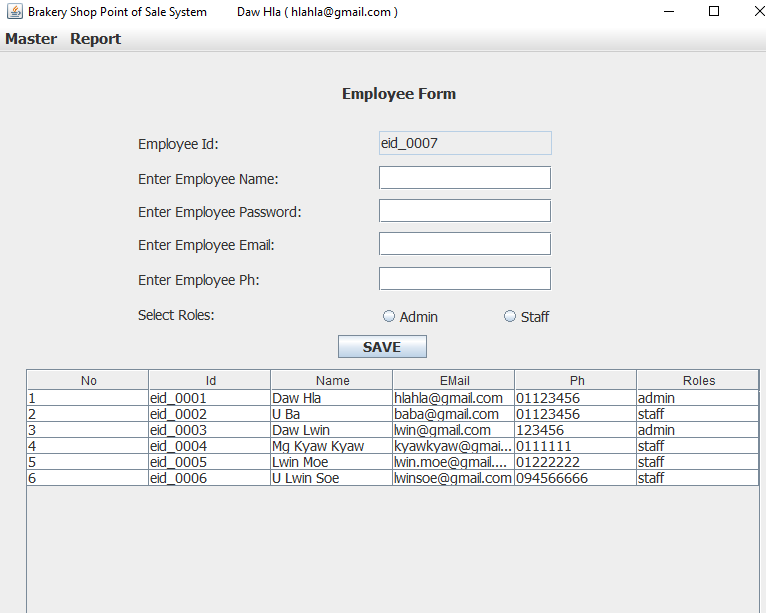 Brakery Shop Point of Sale System Daw Hla ( hlahla@gmail.com )
Master Report
Employee Form
Employee Id: eid_0007
Enter Employee Name:
Enter Employee Password:
Enter Employee Email:
Enter Employee Ph:
Select Roles: Admin Staff
SAVE
No Id Name EMail Ph Roles
1 eid_0001 Daw Hla hlahla@gmail.com 01123456 admin
2 eid_0002 U Ba baba@gmail.com 01123456 staff
3 eid_0003 Daw Lwin lwin@gmail.com 123456 admin
4 eid_0004 Mg Kyaw Kyaw kyawkyaw@gmai... 0111111 staff
5 eid_0005 Lwin Moe lwin.moe@gmail.... 01222222 staff
6 eid_0006 U Lwin Soe lwinsoe@gmail.com 094566666 staff